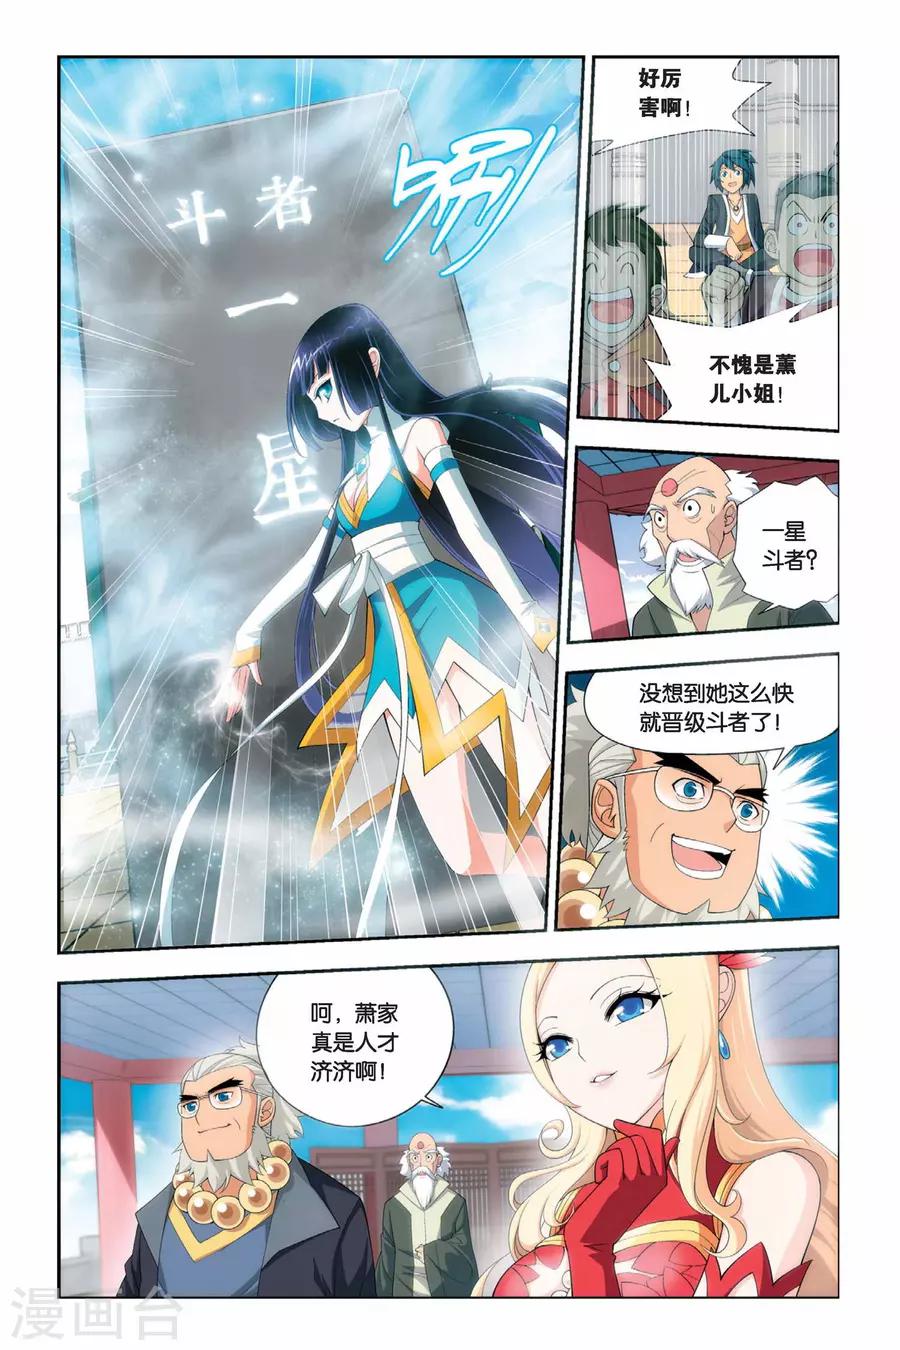 斗者
一
星
唰
好厉
害啊！
不愧是薰
儿小姐！
一星
斗者？
没想到她这么快
就晋级斗者了！
呵，萧家
真是人才
济济啊！
漫画台